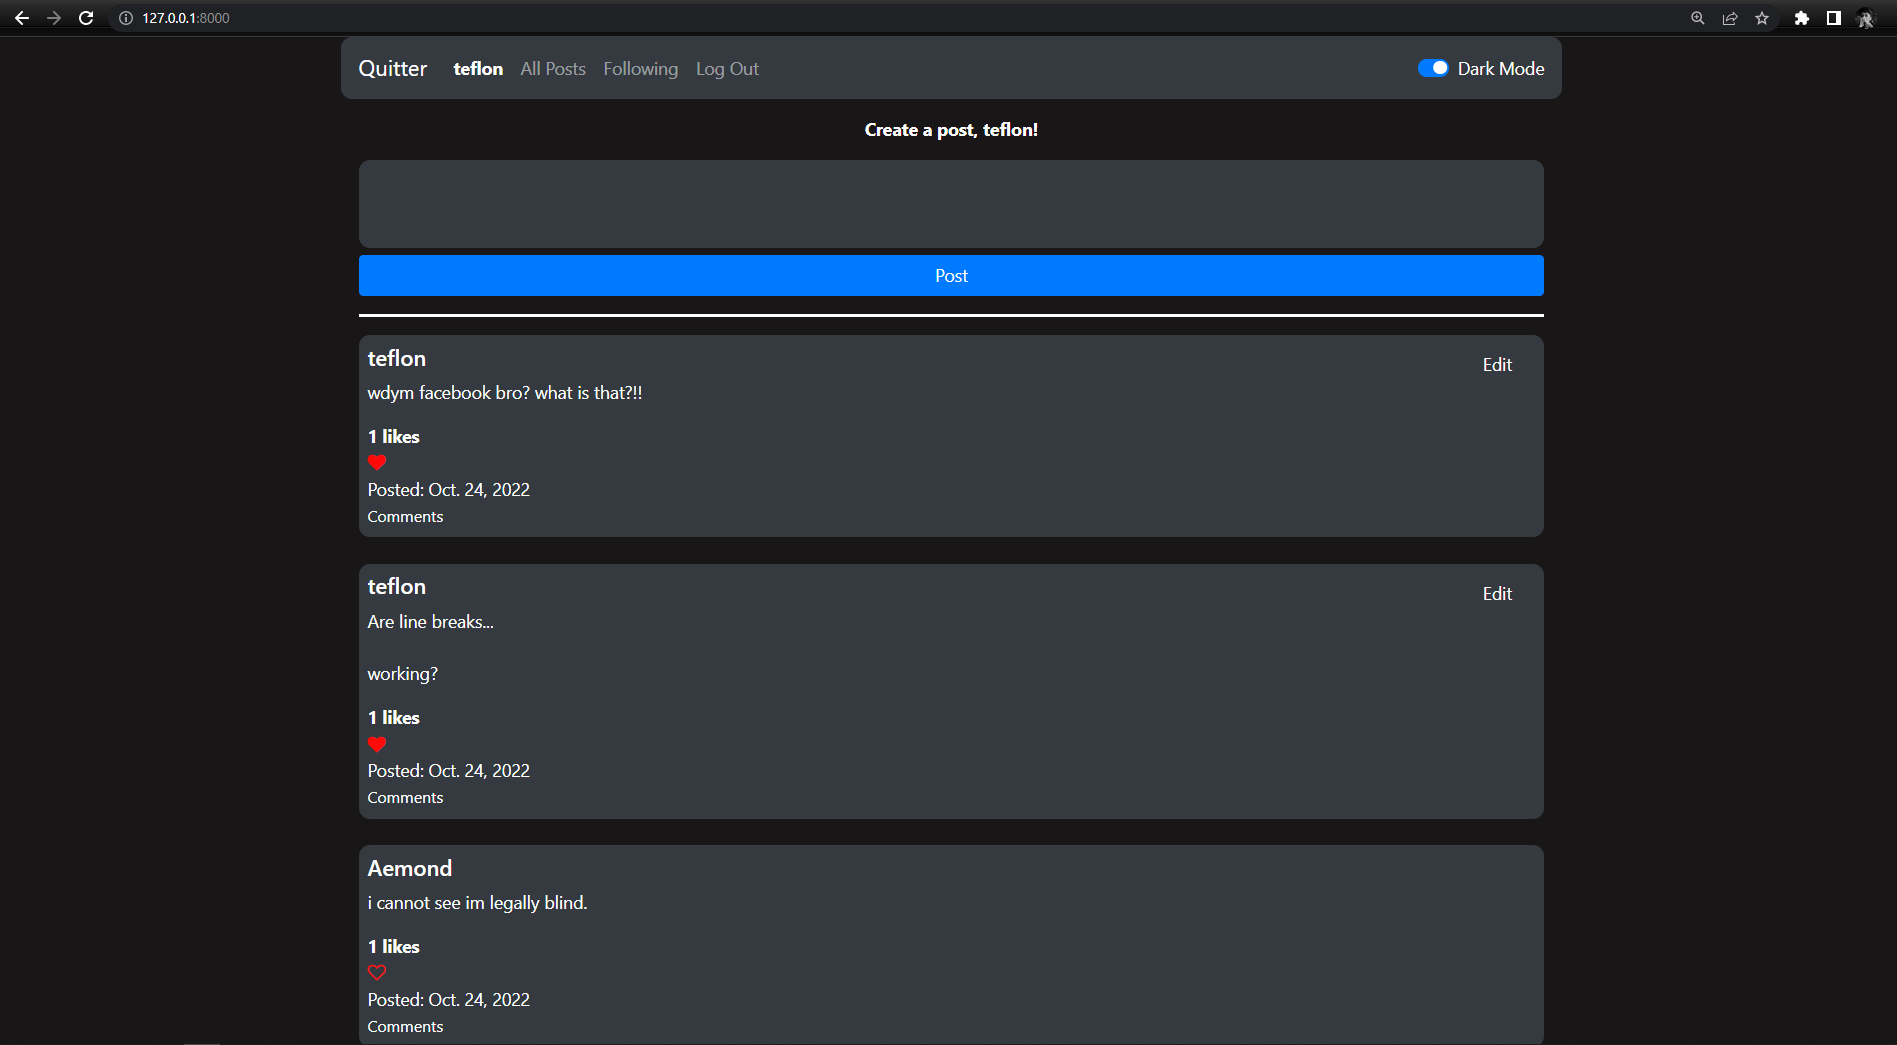 127.0.0.1:8000
Quitter teflon All Posts Following Log Out Dark Mode
Create a post, teflon!
Post
teflon
Edit
wdym facebook bro? what is that?!!
1 likes
Posted: Oct. 24, 2022
Comments
teflon
Edit
Are line breaks...
working?
1 likes
Posted: Oct. 24, 2022
Comments
Aemond
i cannot see im legally blind.
1 likes
Posted: Oct. 24, 2022
Comments